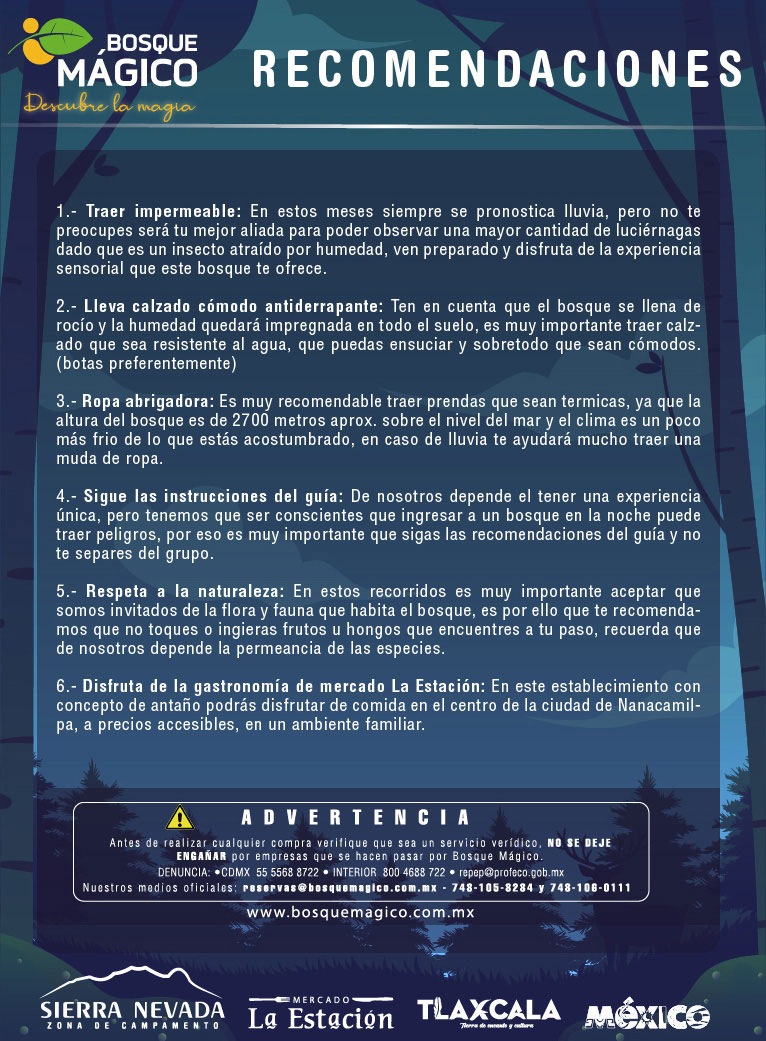 BOSQUE
MÁGICO
Descubre la magia
RECOMENDACIONES
1.- Traer impermeable: En estos meses siempre se pronostica lluvia, pero no te
preocupes será tu mejor aliada para poder observar una mayor cantidad de luciérnagas
dado que es un insecto atraído por humedad, ven preparado y disfruta de la experiencia
sensorial que este bosque te ofrece.
2.- Lleva calzado cómodo antiderrapante: Ten en cuenta que el bosque se llena de
rocío y la humedad quedará impregnada en todo el suelo, es muy importante traer calz-
ado que sea resistente al agua, que puedas ensuciar y sobretodo que sean cómodos.
(botas preferentemente)
3.- Ropa abrigadora: Es muy recomendable traer prendas que sean termicas, ya que la
altura del bosque es de 2700 metros aprox. sobre el nivel del mar y el clima es un poco
más frio de lo que estás acostumbrado, en caso de lluvia te ayudará mucho traer una
muda de ropa.
4.- Sigue las instrucciones del guía: De nosotros depende el tener una experiencia
única, pero tenemos que ser conscientes que ingresar a un bosque en la noche puede
traer peligros, por eso es muy importante que sigas las recomendaciones del guía y no
te separes del grupo.
5.- Respeta a la naturaleza: En estos recorridos es muy importante aceptar que
somos invitados de la flora y fauna que habita el bosque, es por ello que te recomenda-
mos que no toques o ingieras frutos u hongos que encuentres a tu paso, recuerda que
de nosotros depende la permeancia de las especies.
6.- Disfruta de la gastronomía de mercado La Estación: En este establecimiento con
concepto de antaño podrás disfrutar de comida en el centro de la ciudad de Nanacamil-
pa, a precios accesibles, en un ambiente familiar.
ADVERTENCIA
Antes de realizar cualquier compra verifique que sea un servicio verídico, NO SE DEJE
ENGAÑAR por empresas que se hacen pasar por Bosque Mágico.
DENUNCIA: •CDMX 55 5568 8722 • INTERIOR 800 4688 722 • repep@profeco.gob.mx
Nuestros medios oficiales: reservas@bosquemagico.com.mx - 748-105-8284 y 748-106-0111
www.bosquemagico.com.mx
SIERRA NEVADA
ZONA DE CAMPAMENTO
MERCADO
La Estación
TLAXCALA
Tierra de encanto y cultura
MÉXICO